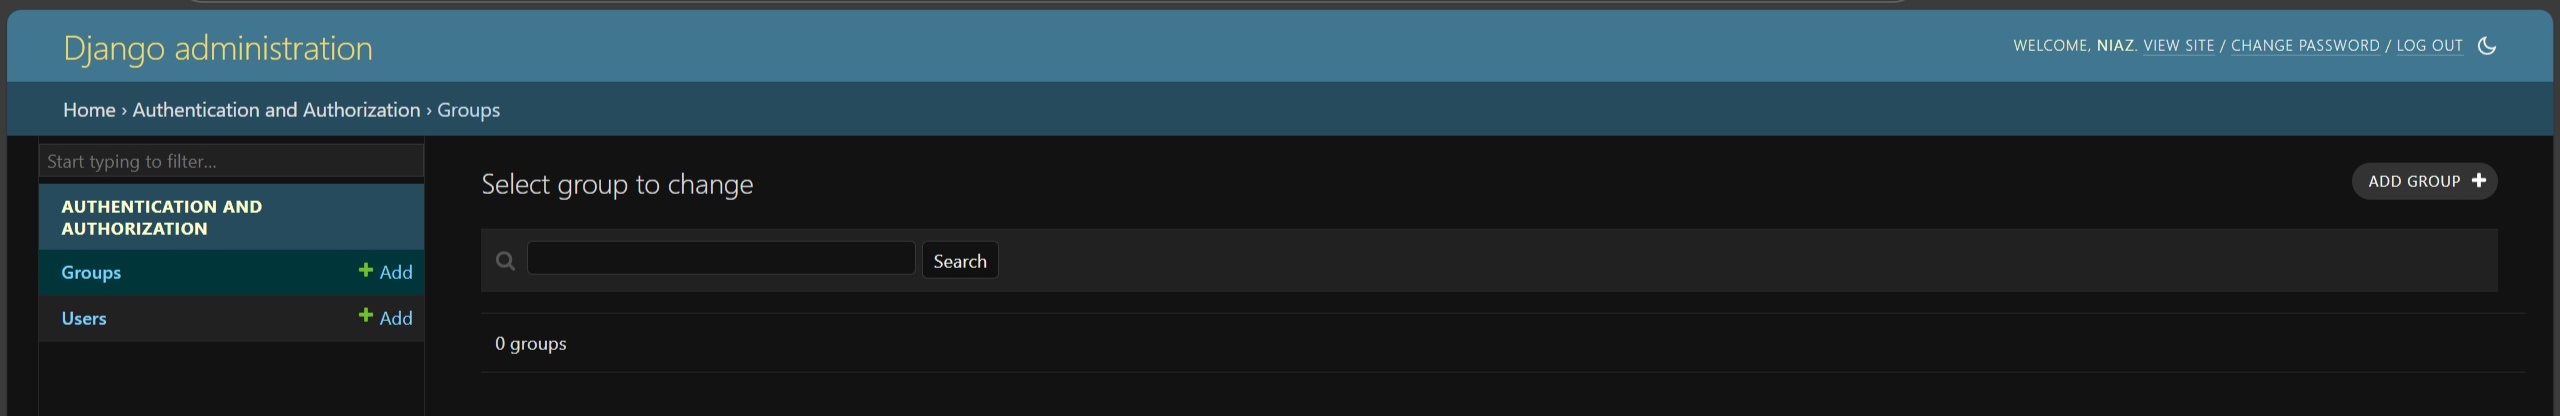 Django administration
WELCOME, NIAZ. VIEW SITE / CHANGE PASSWORD / LOG OUT
Home › Authentication and Authorization › Groups
Start typing to filter...
AUTHENTICATION AND
AUTHORIZATION
Groups
Add
Users
Add
Select group to change
ADD GROUP
Search
0 groups